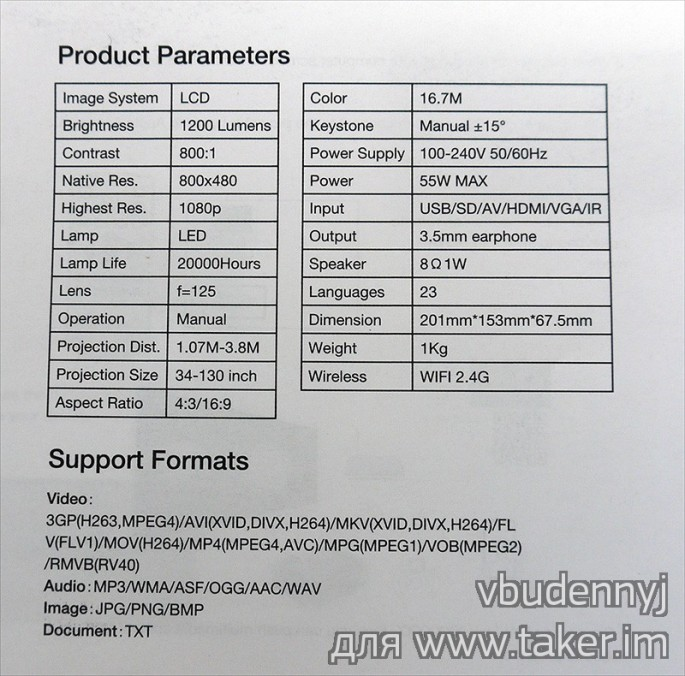 Product Parameters
Image System LCD
Brightness 1200 Lumens
Contrast 800:1
Native Res. 800x480
Highest Res. 1080p
Lamp LED
Lamp Life 20000Hours
Lens f=125
Operation Manual
Projection Dist. 1.07M-3.8M
Projection Size 34-130 inch
Aspect Ratio 4:3/16:9
Color 16.7M
Keystone Manual ±15°
Power Supply 100-240V 50/60Hz
Power 55W MAX
Input USB/SD/AV/HDMI/VGA/IR
Output 3.5mm earphone
Speaker 8Ω1W
Languages 23
Dimension 201mm*153mm*67.5mm
Weight 1Kg
Wireless WIFI 2.4G
Support Formats
Video:
3GP(H263,MPEG4)/AVI(XVID,DIVX,H264)/MKV(XVID,DIVX,H264)/FL
V(FLV1)/MOV(H264)/MP4(MPEG4,AVC)/MPG(MPEG1)/VOB(MPEG2)
/RMVB(RV40)
Audio:MP3/WMA/ASF/OGG/AAC/WAV
Image:JPG/PNG/BMP
Document:TXT
vbudennyj
для www.taker.im